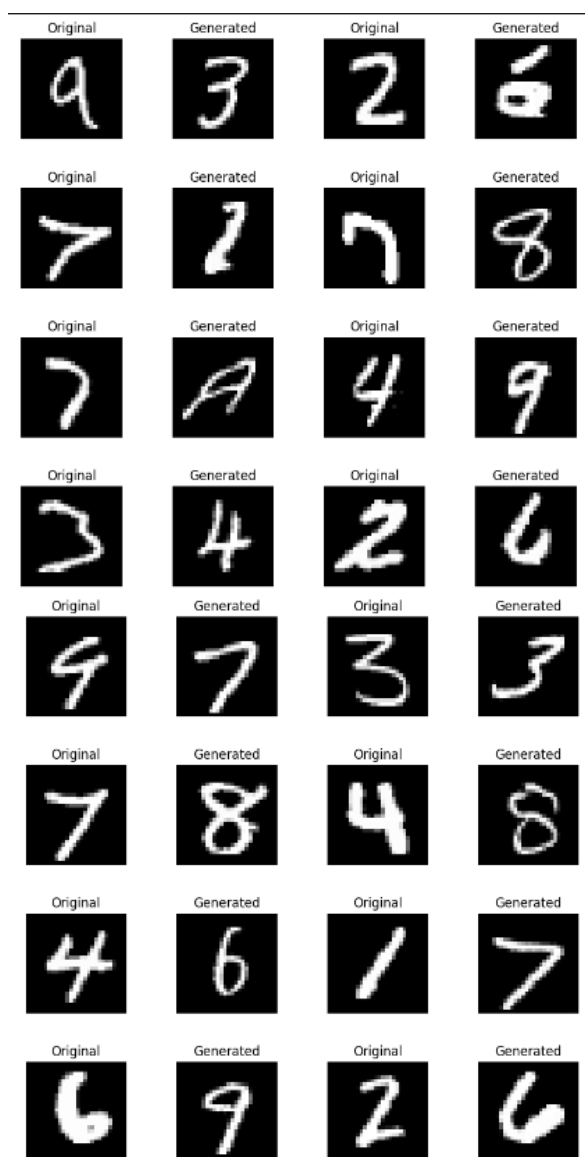 Original Generated Original Generated
9 3 2
Original Generated Original Generated
7 7 8
Original Generated Original Generated
7 4 9
Original Generated Original Generated
3 4 2 6
Original Generated Original Generated
9 7 3 3
Original Generated Original Generated
7 8 4 8
Original Generated Original Generated
4 6 1 7
Original Generated Original Generated
6 9 2 6